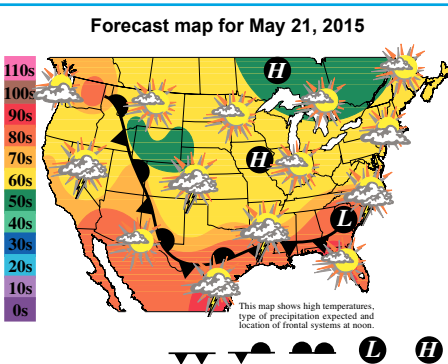 Forecast map for May 21, 2015
110s
100s
90s
80s
70s
60s
50s
40s
30s
20s
10s
0s
H
H
L
This map shows high temperatures,
type of precipitation expected and
location of frontal systems at noon.
L H